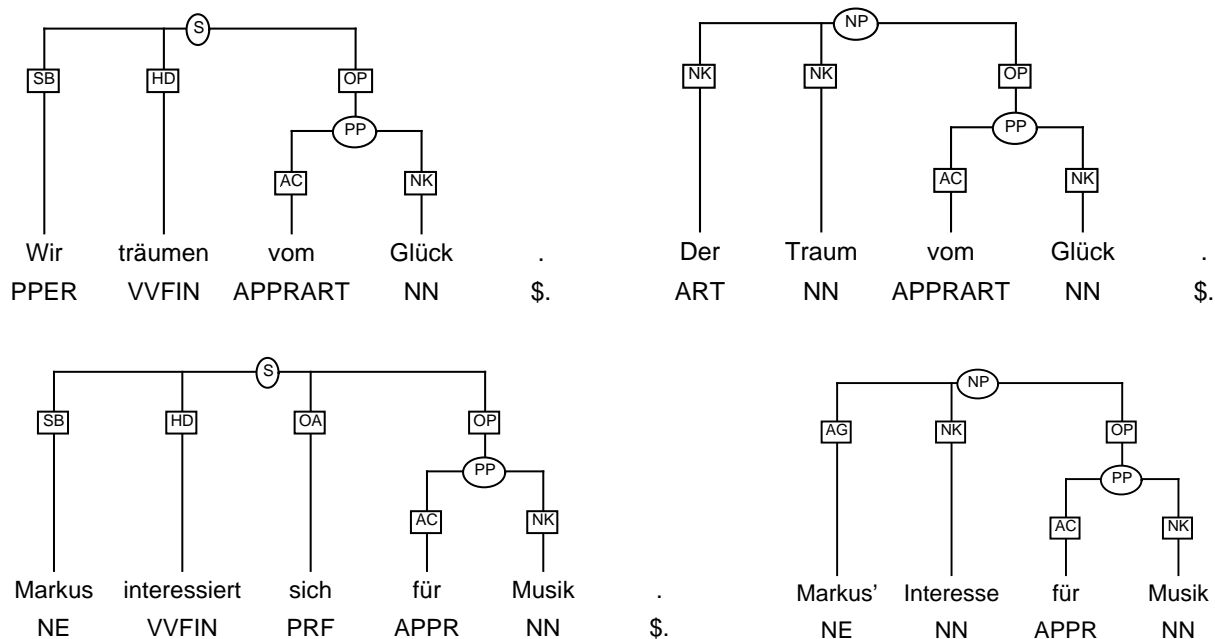 S
SB HD OP
PP
AC NK
Wir träumen vom Glück .
PPER VVFIN APPRART NN $.
NP
NK NK OP
PP
AC NK
Der Traum vom Glück .
ART NN APPRART NN $.
S
SB HD OA OP
PP
AC NK
Markus interessiert sich für Musik .
NE VVFIN PRF APPR NN $.
NP
AG NK OP
PP
AC NK
Markus’ Interesse für Musik
NE NN APPR NN